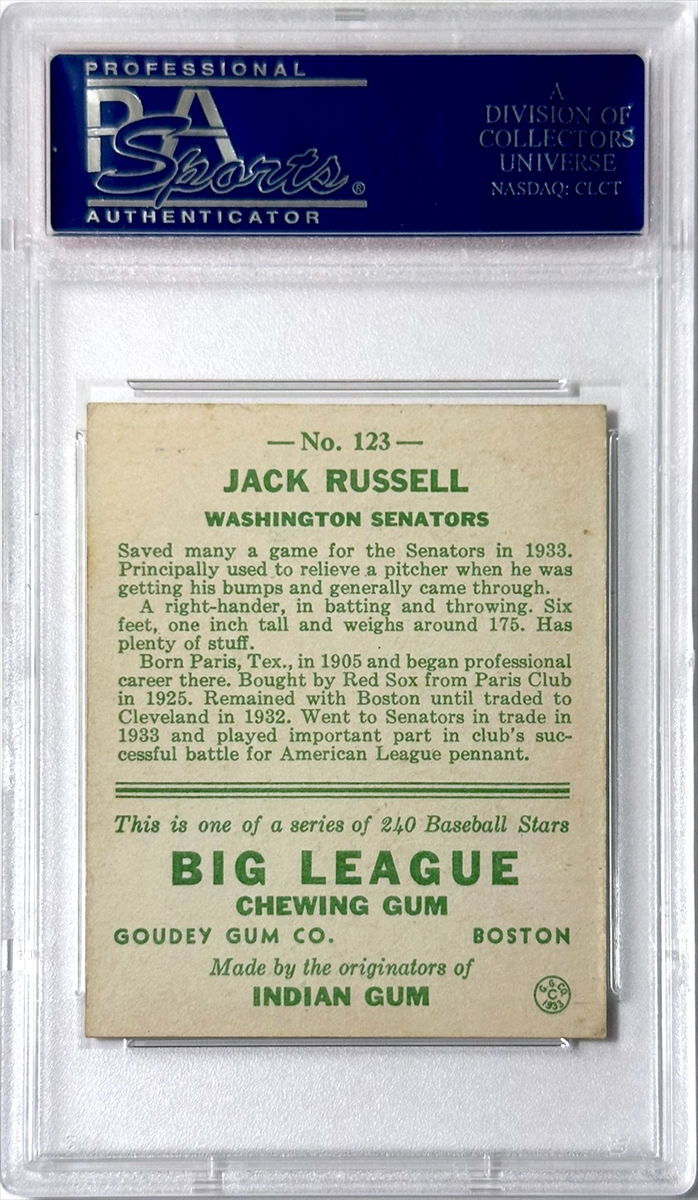 PROFESSIONAL
PSA
Sports®
AUTHENTICATOR
A
DIVISION OF
COLLECTORS
UNIVERSE
NASDAQ: CLCT
— No. 123 —
JACK RUSSELL
WASHINGTON SENATORS
Saved many a game for the Senators in 1933.
Principally used to relieve a pitcher when he was
getting his bumps and generally came through.
A right-hander, in batting and throwing. Six
feet, one inch tall and weighs around 175. Has
plenty of stuff.
Born Paris, Tex., in 1905 and began professional
career there. Bought by Red Sox from Paris Club
in 1925. Remained with Boston until traded to
Cleveland in 1932. Went to Senators in trade in
1933 and played important part in club's suc-
cessful battle for American League pennant.
This is one of a series of 240 Baseball Stars
BIG LEAGUE
CHEWING GUM
GOUDEY GUM CO. BOSTON
Made by the originators of
INDIAN GUM
G. G. CO.
C
1933